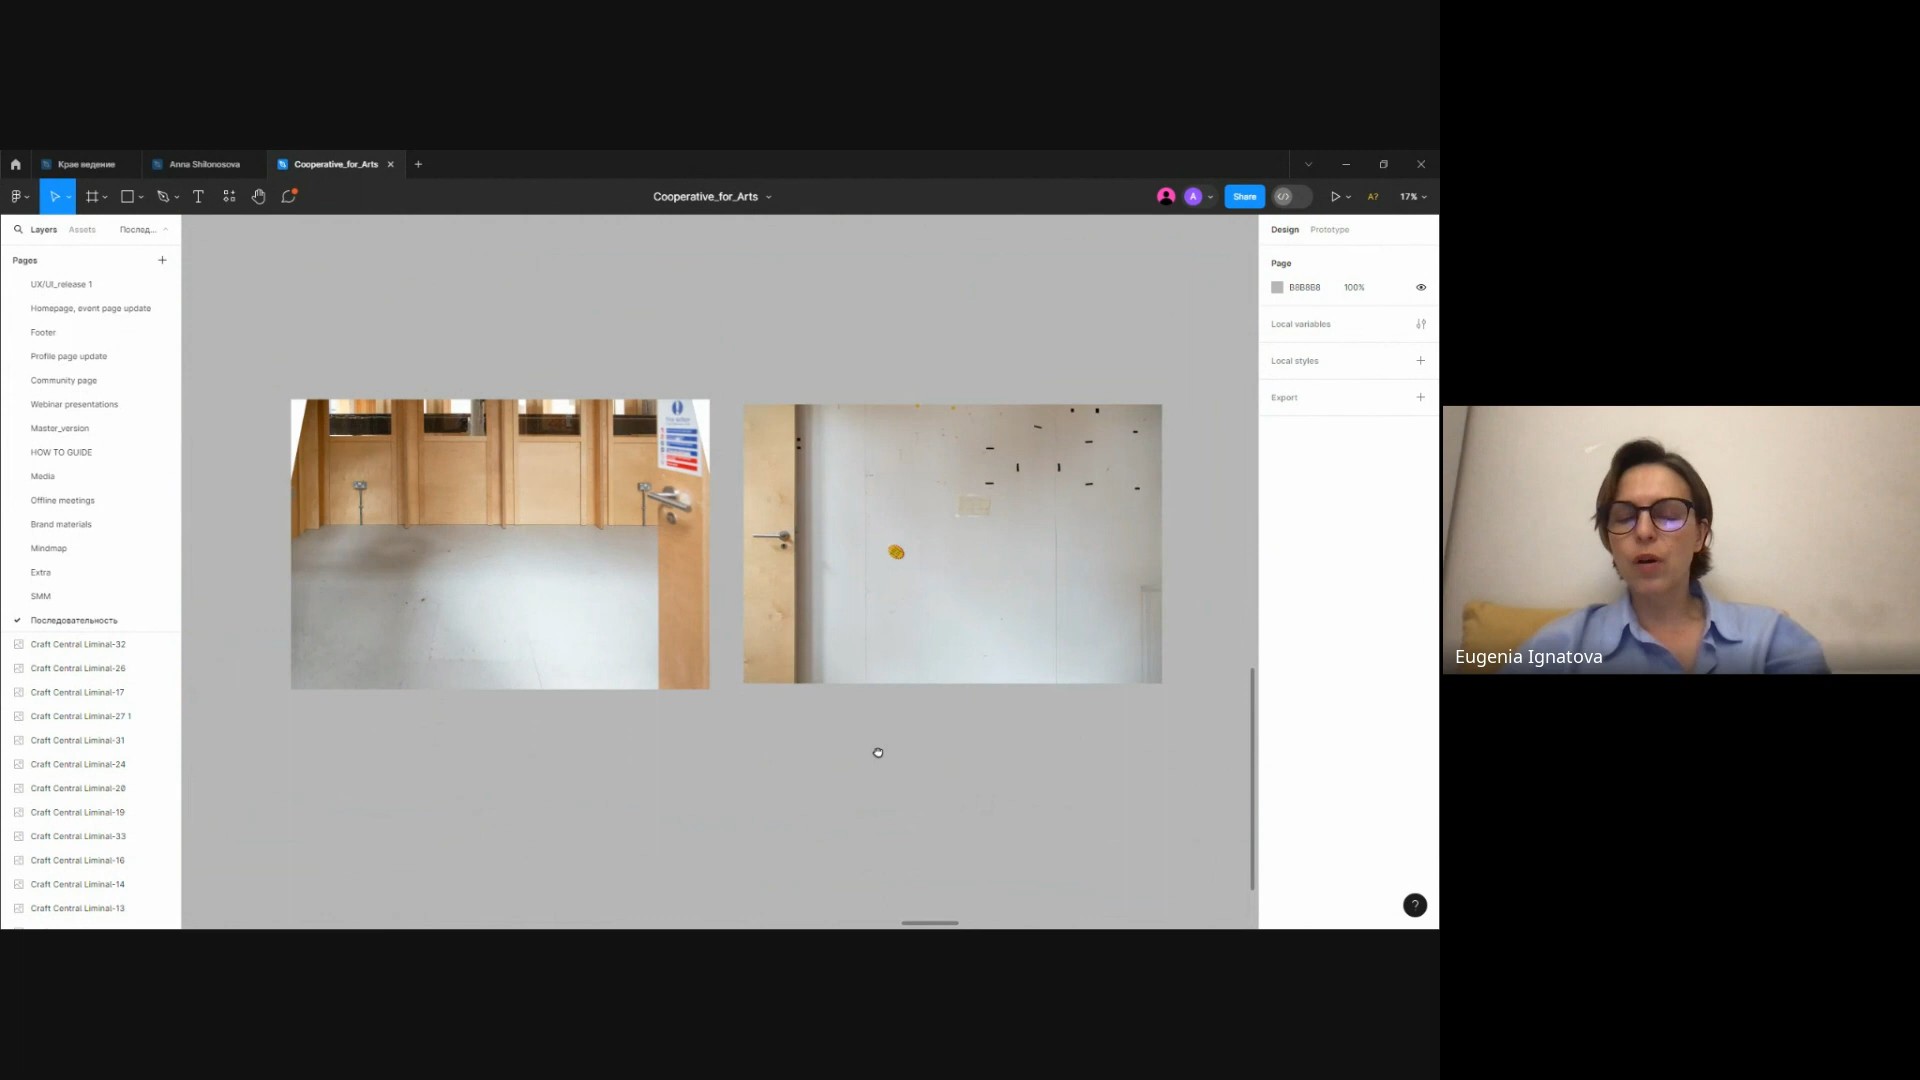 Крае ведение
Anna Shilonosova
Cooperative_for_Arts
Cooperative_for_Arts
A
Share
A?
17%
Layers
Assets
Послед...
Pages
UX/UI_release 1
Homepage, event page update
Footer
Profile page update
Community page
Webinar presentations
Master_version
HOW TO GUIDE
Media
Offline meetings
Brand materials
Mindmap
Extra
SMM
Последовательность
Craft Central Liminal-32
Craft Central Liminal-26
Craft Central Liminal-17
Craft Central Liminal-27 1
Craft Central Liminal-31
Craft Central Liminal-24
Craft Central Liminal-20
Craft Central Liminal-19
Craft Central Liminal-33
Craft Central Liminal-16
Craft Central Liminal-14
Craft Central Liminal-13
Design
Prototype
Page
B8B8B8
100%
Local variables
Local styles
Export
?
Eugenia Ignatova